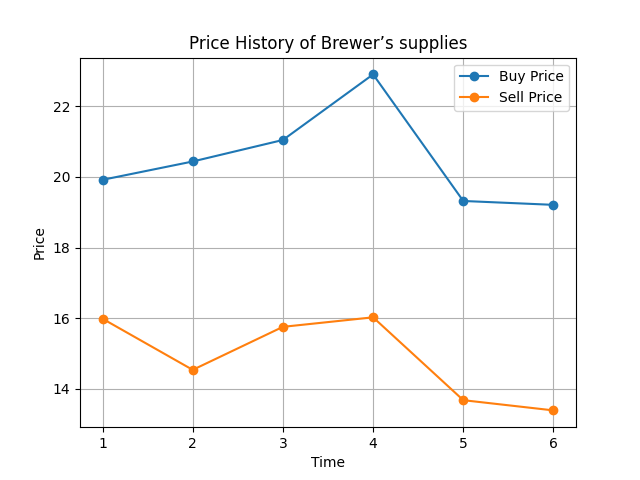 Price History of Brewer’s supplies
Buy Price
Sell Price
Price
22
20
18
16
14
1 2 3 4 5 6
Time